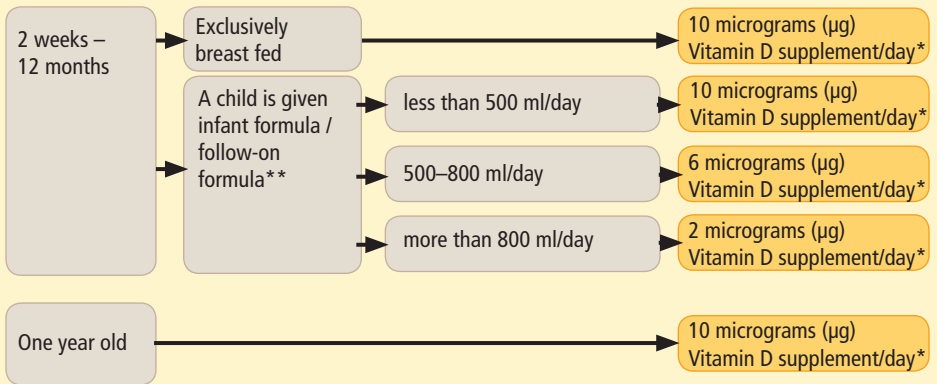 2 weeks –
12 months
Exclusively
breast fed
10 micrograms (µg)
Vitamin D supplement/day*
A child is given
infant formula /
follow-on
formula**
less than 500 ml/day
10 micrograms (µg)
Vitamin D supplement/day*
500–800 ml/day
6 micrograms (µg)
Vitamin D supplement/day*
more than 800 ml/day
2 micrograms (µg)
Vitamin D supplement/day*
One year old
10 micrograms (µg)
Vitamin D supplement/day*